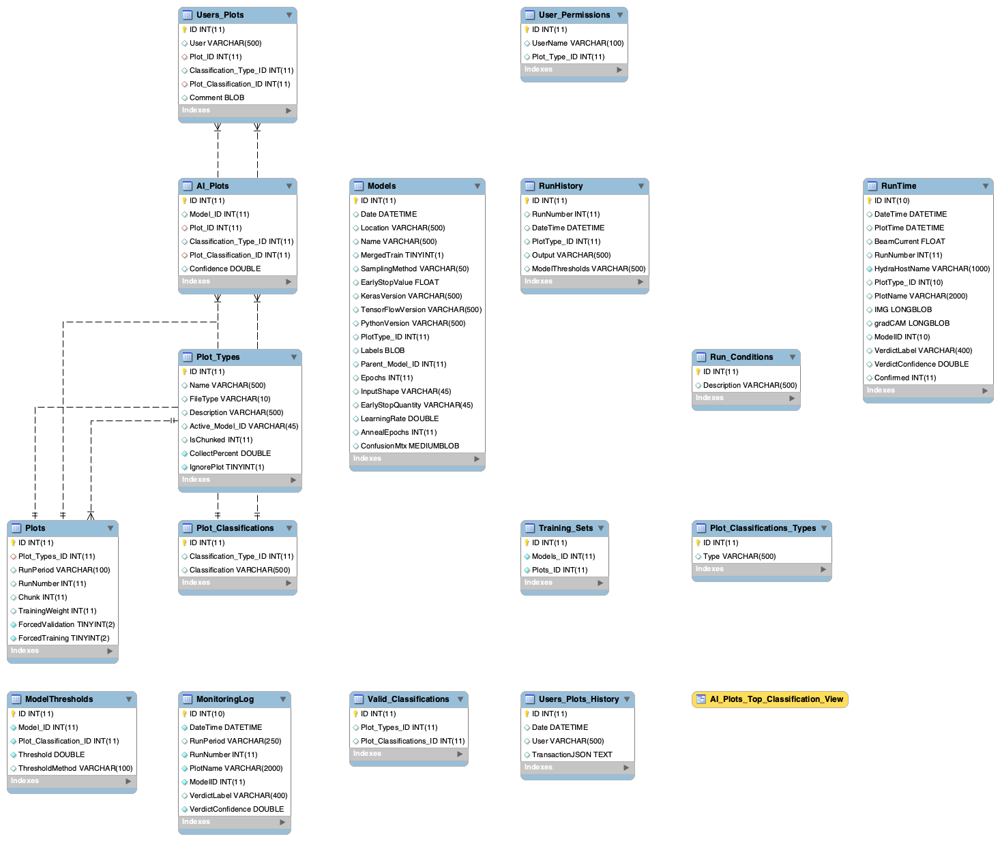 Users_Plots
ID INT(11)
User VARCHAR(500)
Plot_ID INT(11)
Classification_Type_ID INT(11)
Plot_Classification_ID INT(11)
Comment BLOB
Indexes
User_Permissions
ID INT(11)
UserName VARCHAR(100)
Plot_Type_ID INT(11)
Indexes
AI_Plots
ID INT(11)
Model_ID INT(11)
Plot_ID INT(11)
Classification_Type_ID INT(11)
Plot_Classification_ID INT(11)
Confidence DOUBLE
Indexes
Models
ID INT(11)
Date DATETIME
Location VARCHAR(500)
Name VARCHAR(500)
MergedTrain TINYINT(1)
SamplingMethod VARCHAR(50)
EarlyStopValue FLOAT
KerasVersion VARCHAR(500)
TensorFlowVersion VARCHAR(500)
PythonVersion VARCHAR(500)
PlotType_ID INT(11)
Labels BLOB
Parent_Model_ID INT(11)
Epochs INT(11)
InputShape VARCHAR(45)
EarlyStopQuantity VARCHAR(45)
LearningRate DOUBLE
AnnealEpochs INT(11)
ConfusionMtx MEDIUMBLOB
Indexes
RunHistory
ID INT(11)
RunNumber INT(11)
DateTime DATETIME
PlotType_ID INT(11)
Output VARCHAR(500)
ModelThresholds VARCHAR(500)
Indexes
RunTime
ID INT(10)
DateTime DATETIME
PlotTime DATETIME
BeamCurrent FLOAT
RunNumber INT(11)
HydraHostName VARCHAR(1000)
PlotType_ID INT(10)
PlotName VARCHAR(2000)
IMG LONGBLOB
gradCAM LONGBLOB
ModelID INT(10)
VerdictLabel VARCHAR(400)
VerdictConfidence DOUBLE
Confirmed INT(11)
Indexes
Plot_Types
ID INT(11)
Name VARCHAR(500)
FileType VARCHAR(10)
Description VARCHAR(500)
Active_Model_ID VARCHAR(45)
IsChunked INT(11)
CollectPercent DOUBLE
IgnorePlot TINYINT(1)
Indexes
Run_Conditions
ID INT(11)
Description VARCHAR(500)
Indexes
Plots
ID INT(11)
Plot_Types_ID INT(11)
RunPeriod VARCHAR(100)
RunNumber INT(11)
Chunk INT(11)
TrainingWeight INT(11)
ForcedValidation TINYINT(2)
ForcedTraining TINYINT(2)
Indexes
Plot_Classifications
ID INT(11)
Classification_Type_ID INT(11)
Classification VARCHAR(500)
Indexes
Training_Sets
ID INT(11)
Models_ID INT(11)
Plots_ID INT(11)
Indexes
Plot_Classifications_Types
ID INT(11)
Type VARCHAR(500)
Indexes
ModelThresholds
ID INT(11)
Model_ID INT(11)
Plot_Classification_ID INT(11)
Threshold DOUBLE
ThresholdMethod VARCHAR(100)
Indexes
MonitoringLog
ID INT(10)
DateTime DATETIME
RunPeriod VARCHAR(250)
RunNumber INT(11)
PlotName VARCHAR(2000)
ModelID INT(11)
VerdictLabel VARCHAR(400)
VerdictConfidence DOUBLE
Indexes
Valid_Classifications
ID INT(11)
Plot_Types_ID INT(11)
Plot_Classifications_ID INT(11)
Indexes
Users_Plots_History
ID INT(11)
Date DATETIME
User VARCHAR(500)
TransactionJSON TEXT
Indexes
AI_Plots_Top_Classification_View